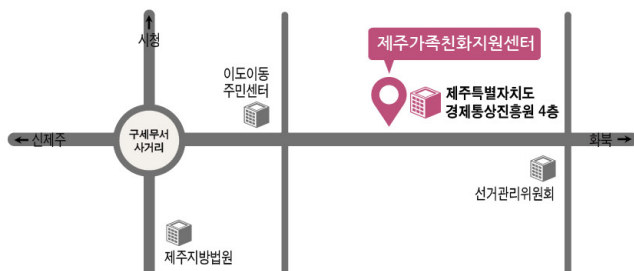 시청
제주가족친화지원센터
이도이동
주민센터
제주특별자치도
경제통상진흥원 4층
← 신제주
구세무서
사거리
화북 →
선거관리위원회
제주지방법원